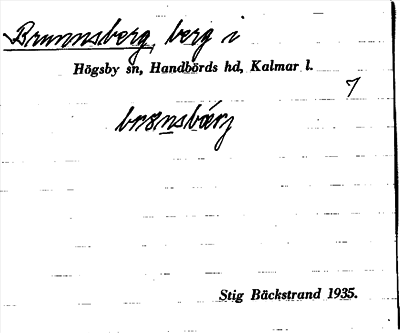 Brunnsberg, berg i
Högsby sn, Handbörds hd, Kalmar l.
7
Stig Bäckstrand 1935.